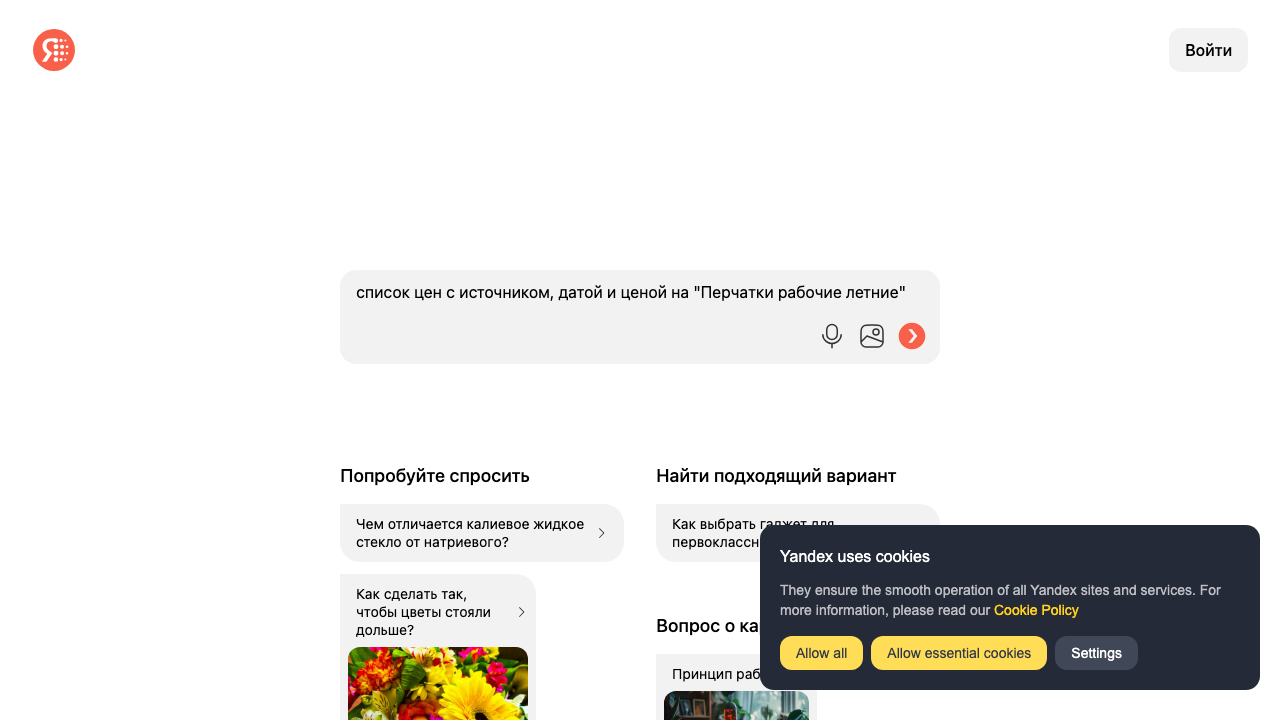 Я
Войти
список цен с источником, датой и ценой на "Перчатки рабочие летние"
Попробуйте спросить
Чем отличается калиевое жидкое
стекло от натриевого?
Как сделать так,
чтобы цветы стояли
дольше?
Найти подходящий вариант
Как выбрать гаджет для
первоклассн
Вопрос о ка
Принцип раб
Yandex uses cookies
They ensure the smooth operation of all Yandex sites and services. For
more information, please read our Cookie Policy
Allow all
Allow essential cookies
Settings